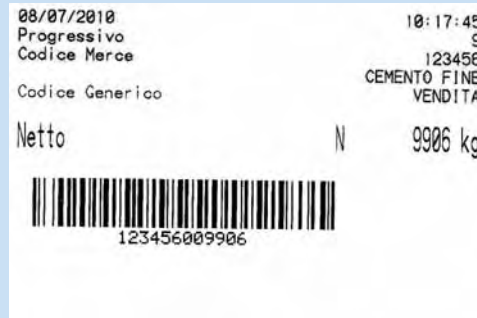 08/07/2010 10:17:45
Progressivo 9
Codice Merce 123456
CEMENTO FINE
Codice Generico VENDITA
Netto N 9906 kg
123456009906